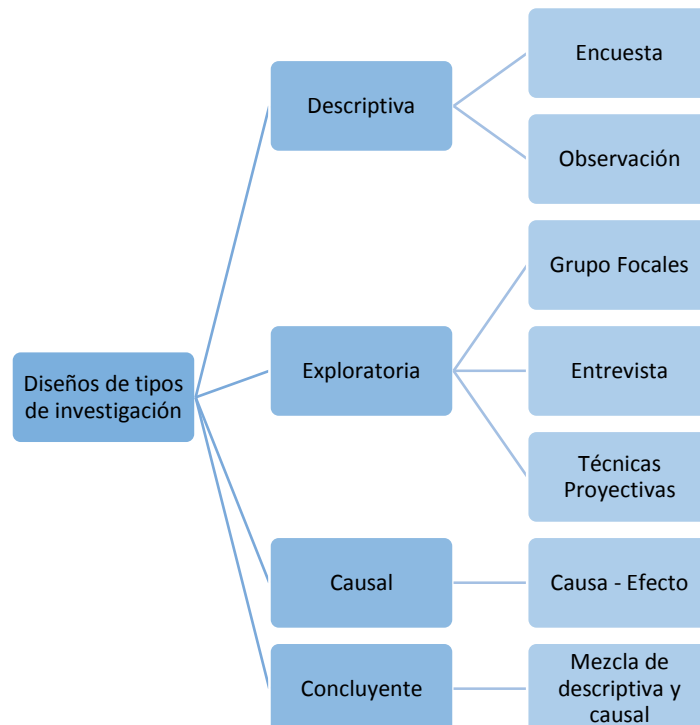 Diseños de tipos
de investigación
Descriptiva
Encuesta
Observación
Exploratoria
Grupo Focales
Entrevista
Técnicas
Proyectivas
Causal
Causa - Efecto
Concluyente
Mezcla de
descriptiva y
causal